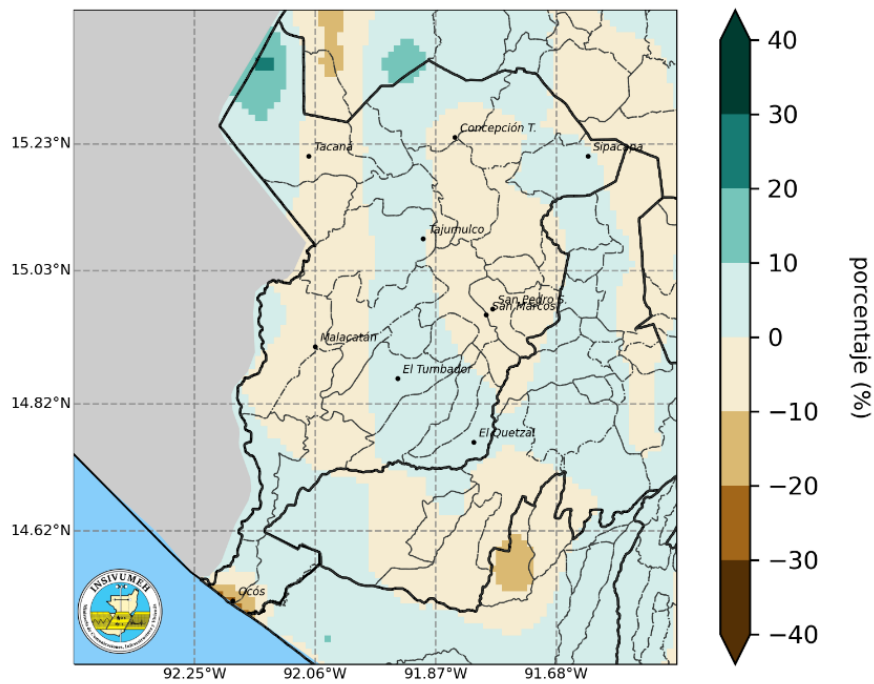 40
30
20
10
0
−10
−20
−30
−40
porcentaje (%)
15.23°N
15.03°N
14.82°N
14.62°N
92.25°W
92.06°W
91.87°W
91.68°W
Concepción T.
Tacaná
Sipacapa
Tajumulco
San Pedro S.
San Marcos
Malacatán
El Tumbador
El Quetzal
Ocós
INSIVUMEH